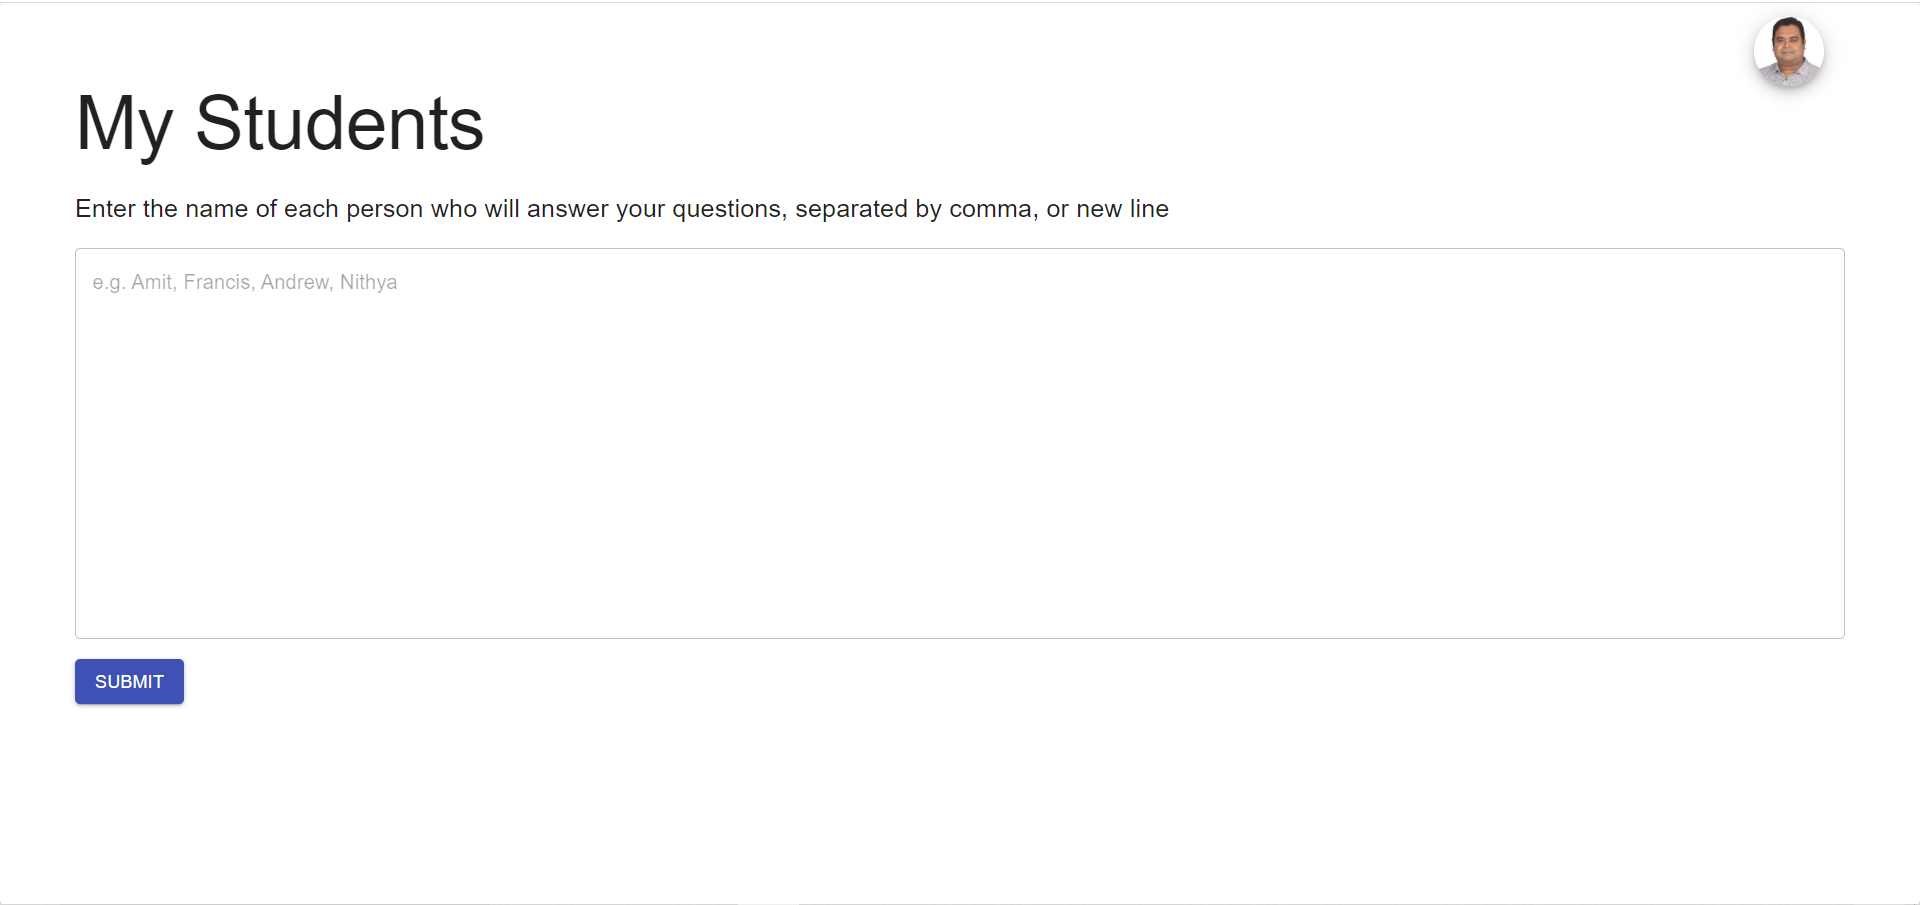 My Students
Enter the name of each person who will answer your questions, separated by comma, or new line
e.g. Amit, Francis, Andrew, Nithya
SUBMIT